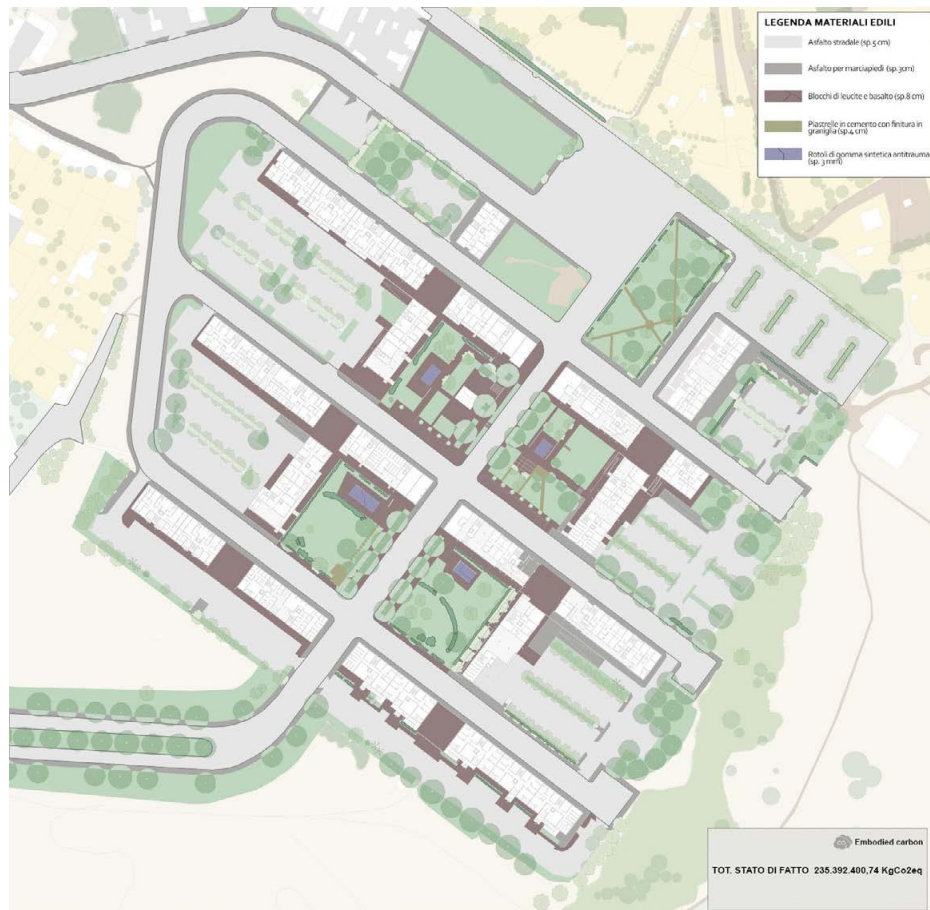 LEGENDA MATERIALI EDILI
Asfalto stradale (sp.5 cm)
Asfalto per marciapiedi (sp.3cm)
Blocchi di leucite e basalto (sp.8 cm)
Piastrelle in cemento con finitura in
graniglia (sp.4 cm)
Rotoli di gomma sintetica antitrauma
(sp. 3 mm)
Embodied carbon
TOT. STATO DI FATTO 235.392.400,74 KgCo2eq